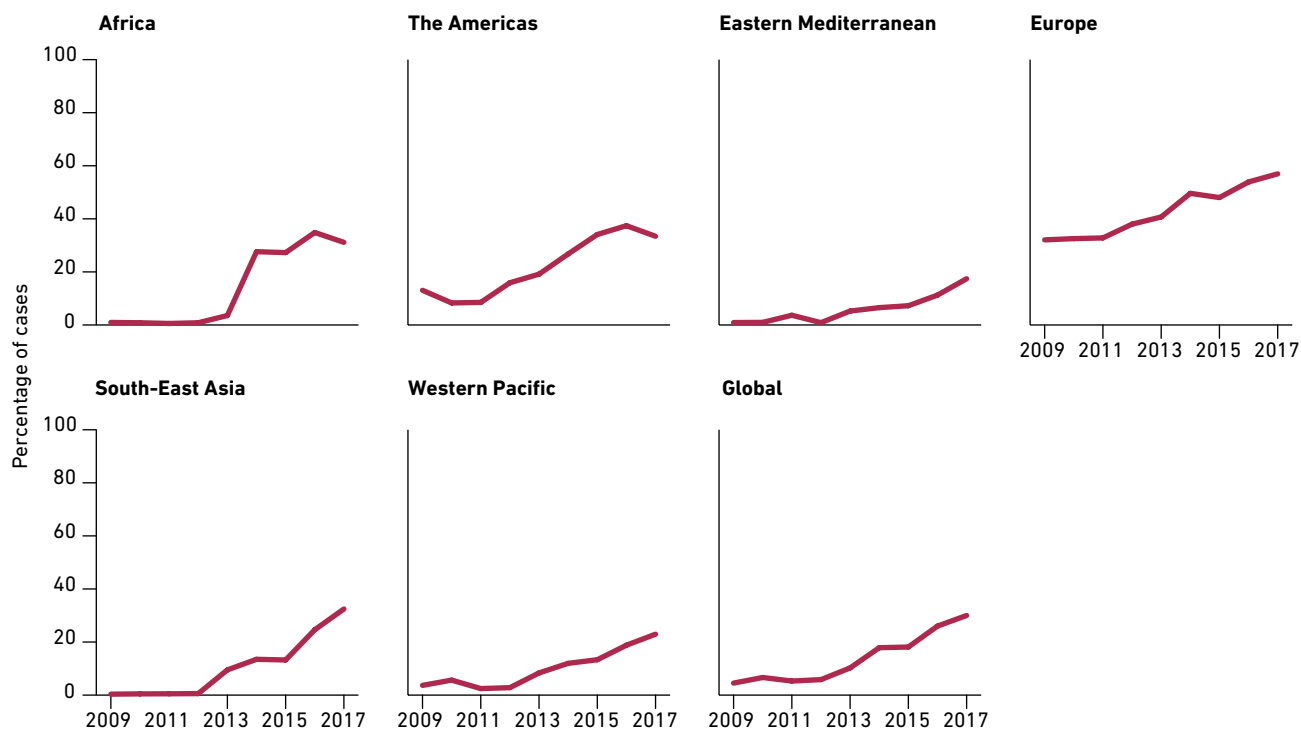 Africa
The Americas
Eastern Mediterranean
Europe
100
80
60
40
20
0
2009 2011 2013 2015 2017
Percentage of cases
South-East Asia
Western Pacific
Global
100
80
60
40
20
0
2009 2011 2013 2015 2017
2009 2011 2013 2015 2017
2009 2011 2013 2015 2017